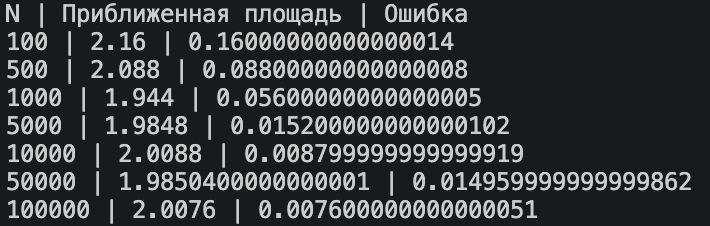 N | Приближенная площадь | Ошибка
100 | 2.16 | 0.16000000000000014
500 | 2.088 | 0.08800000000000008
1000 | 1.944 | 0.05600000000000005
5000 | 1.9848 | 0.015200000000000102
10000 | 2.0088 | 0.008799999999999919
50000 | 1.9850400000000001 | 0.014959999999999862
100000 | 2.0076 | 0.007600000000000051